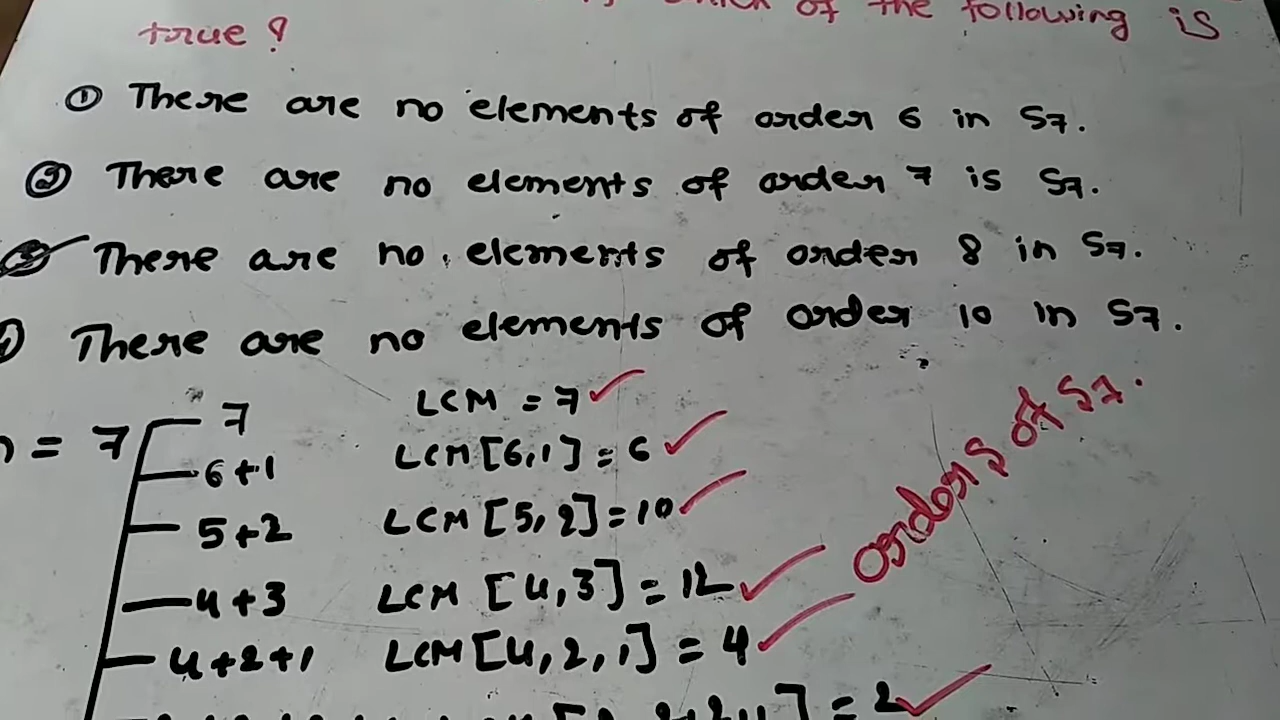 of the following is
true?
① There are no elements of order 6 in S7.
② There are no elements of order 7 is S7.
There are no elements of order 8 in S7.
There are no elements of order 10 in S7.
= 7
7 LCM = 7 ✓
6+1 LCM [6,1] = 6 ✓
5+2 LCM [5,2] = 10 ✓
4+3 LCM [4,3] = 12 ✓
4+2+1 LCM [4,2,1] = 4 ✓
= 2 ✓
orders of S7.